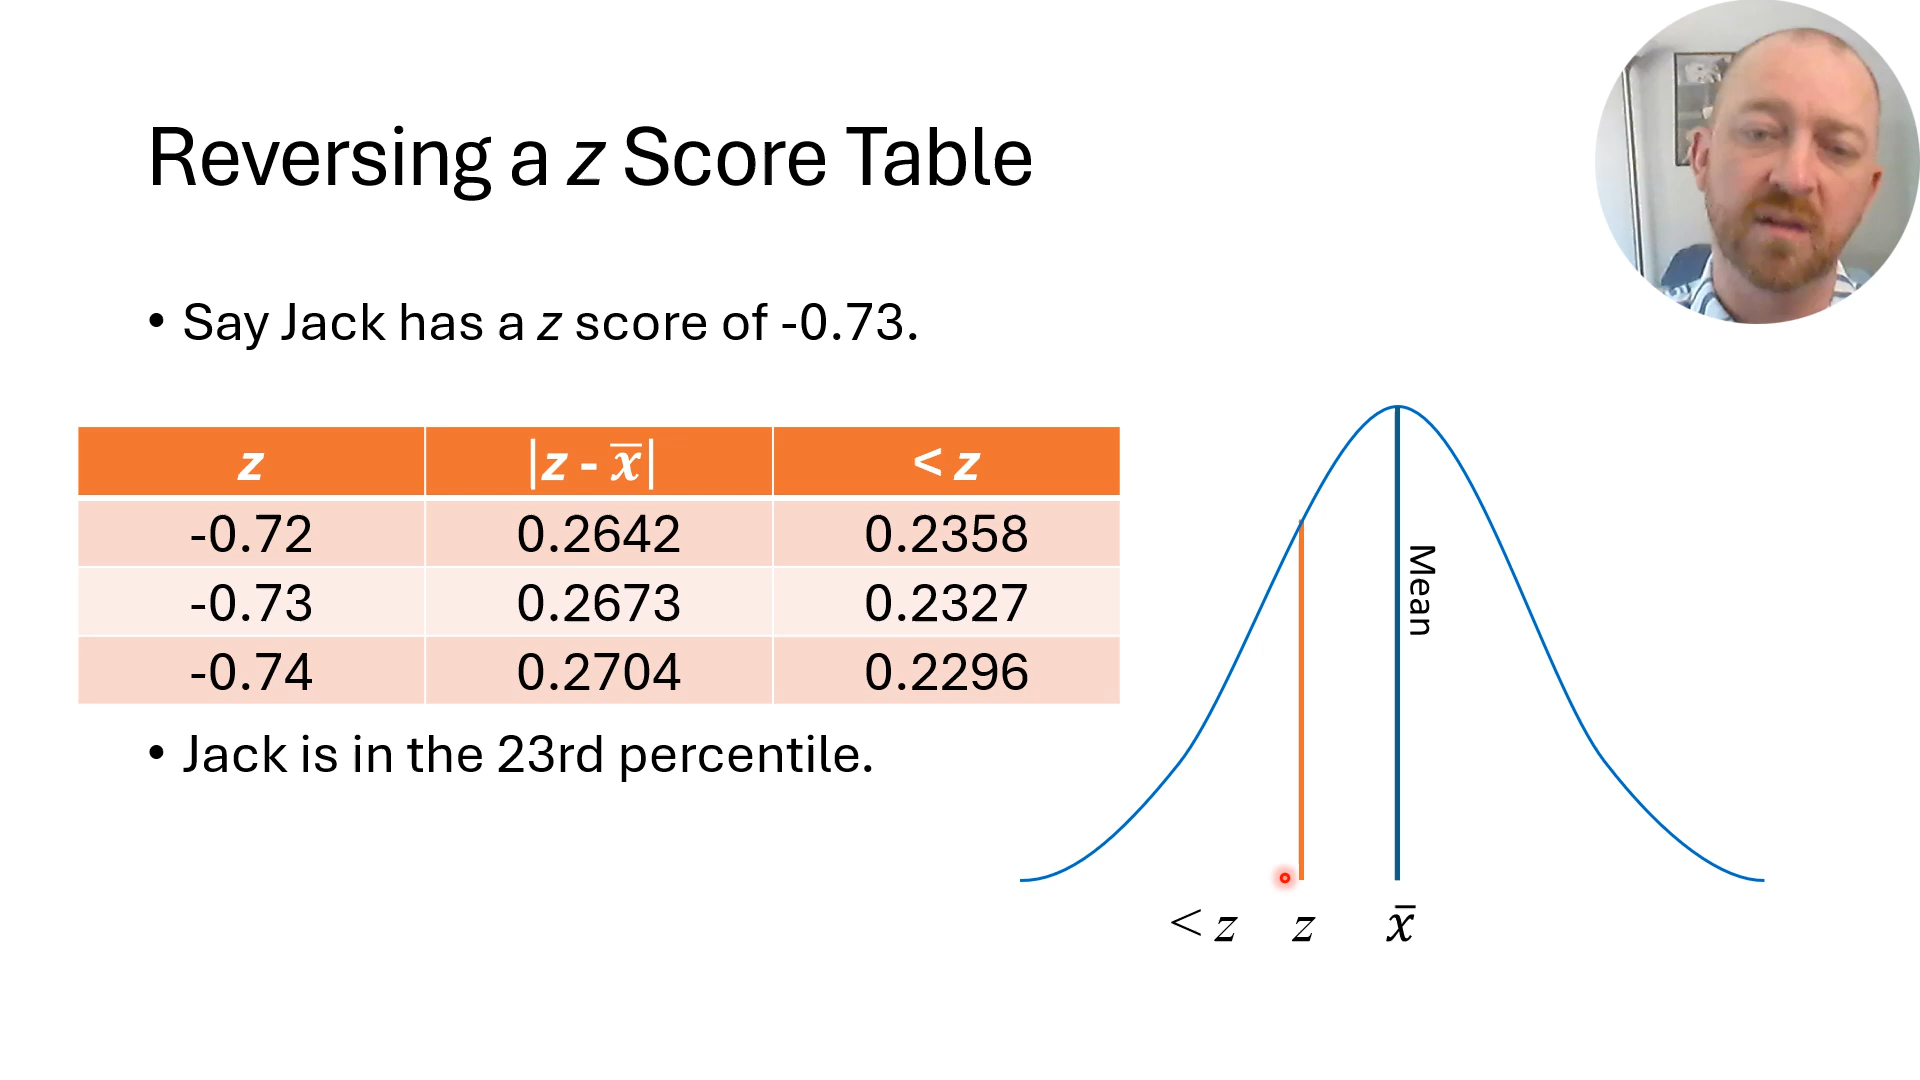 Reversing a z Score Table
• Say Jack has a z score of -0.73.
z |z - x̅| < z
-0.72 0.2642 0.2358
-0.73 0.2673 0.2327
-0.74 0.2704 0.2296
• Jack is in the 23rd percentile.
Mean
< z z x̅